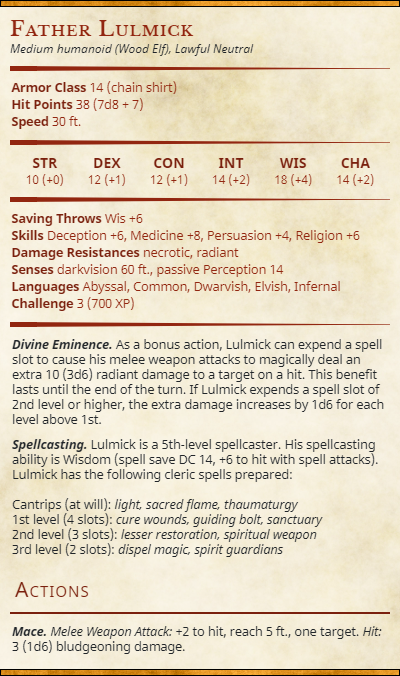 Father Lulmick
Medium humanoid (Wood Elf), Lawful Neutral
Armor Class 14 (chain shirt)
Hit Points 38 (7d8 + 7)
Speed 30 ft.
STR DEX CON INT WIS CHA
10 (+0) 12 (+1) 12 (+1) 14 (+2) 18 (+4) 14 (+2)
Saving Throws Wis +6
Skills Deception +6, Medicine +8, Persuasion +4, Religion +6
Damage Resistances necrotic, radiant
Senses darkvision 60 ft., passive Perception 14
Languages Abyssal, Common, Dwarvish, Elvish, Infernal
Challenge 3 (700 XP)
Divine Eminence. As a bonus action, Lulmick can expend a spell
slot to cause his melee weapon attacks to magically deal an
extra 10 (3d6) radiant damage to a target on a hit. This benefit
lasts until the end of the turn. If Lulmick expends a spell slot of
2nd level or higher, the extra damage increases by 1d6 for each
level above 1st.
Spellcasting. Lulmick is a 5th-level spellcaster. His spellcasting
ability is Wisdom (spell save DC 14, +6 to hit with spell attacks).
Lulmick has the following cleric spells prepared:
Cantrips (at will): light, sacred flame, thaumaturgy
1st level (4 slots): cure wounds, guiding bolt, sanctuary
2nd level (3 slots): lesser restoration, spiritual weapon
3rd level (2 slots): dispel magic, spirit guardians
Actions
Mace. Melee Weapon Attack: +2 to hit, reach 5 ft., one target. Hit:
3 (1d6) bludgeoning damage.